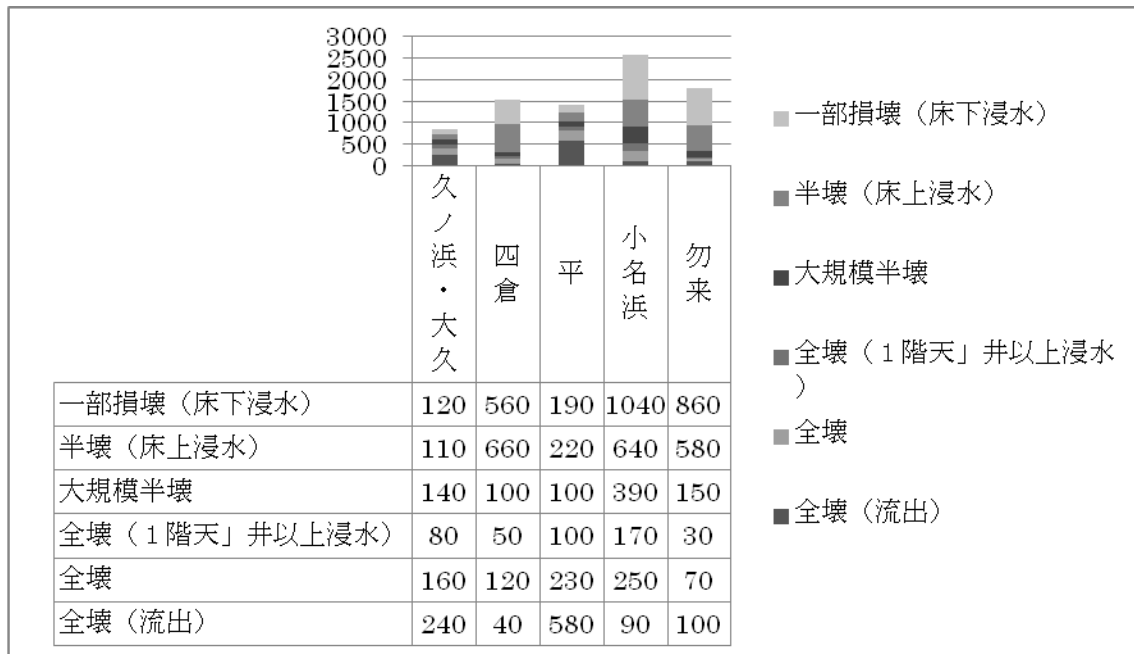 3000
2500
2000
1500
1000
500
0
久ノ浜・大久
四倉
平
小名浜
勿来
一部損壊（床下浸水） 120 560 190 1040 860
半壊（床上浸水） 110 660 220 640 580
大規模半壊 140 100 100 390 150
全壊（１階天」井以上浸水） 80 50 100 170 30
全壊 160 120 230 250 70
全壊（流出） 240 40 580 90 100
一部損壊（床下浸水）
半壊（床上浸水）
大規模半壊
全壊（１階天」井以上浸水
）
全壊
全壊（流出）